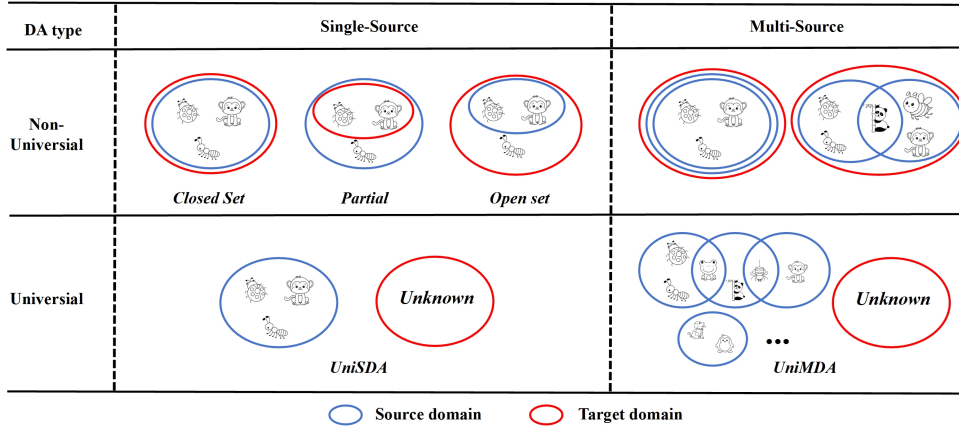 DA type
Single-Source
Multi-Source
Non-
Universial
Closed Set
Partial
Open set
Universial
Unknown
UniSDA
Unknown
UniMDA
Source domain
Target domain